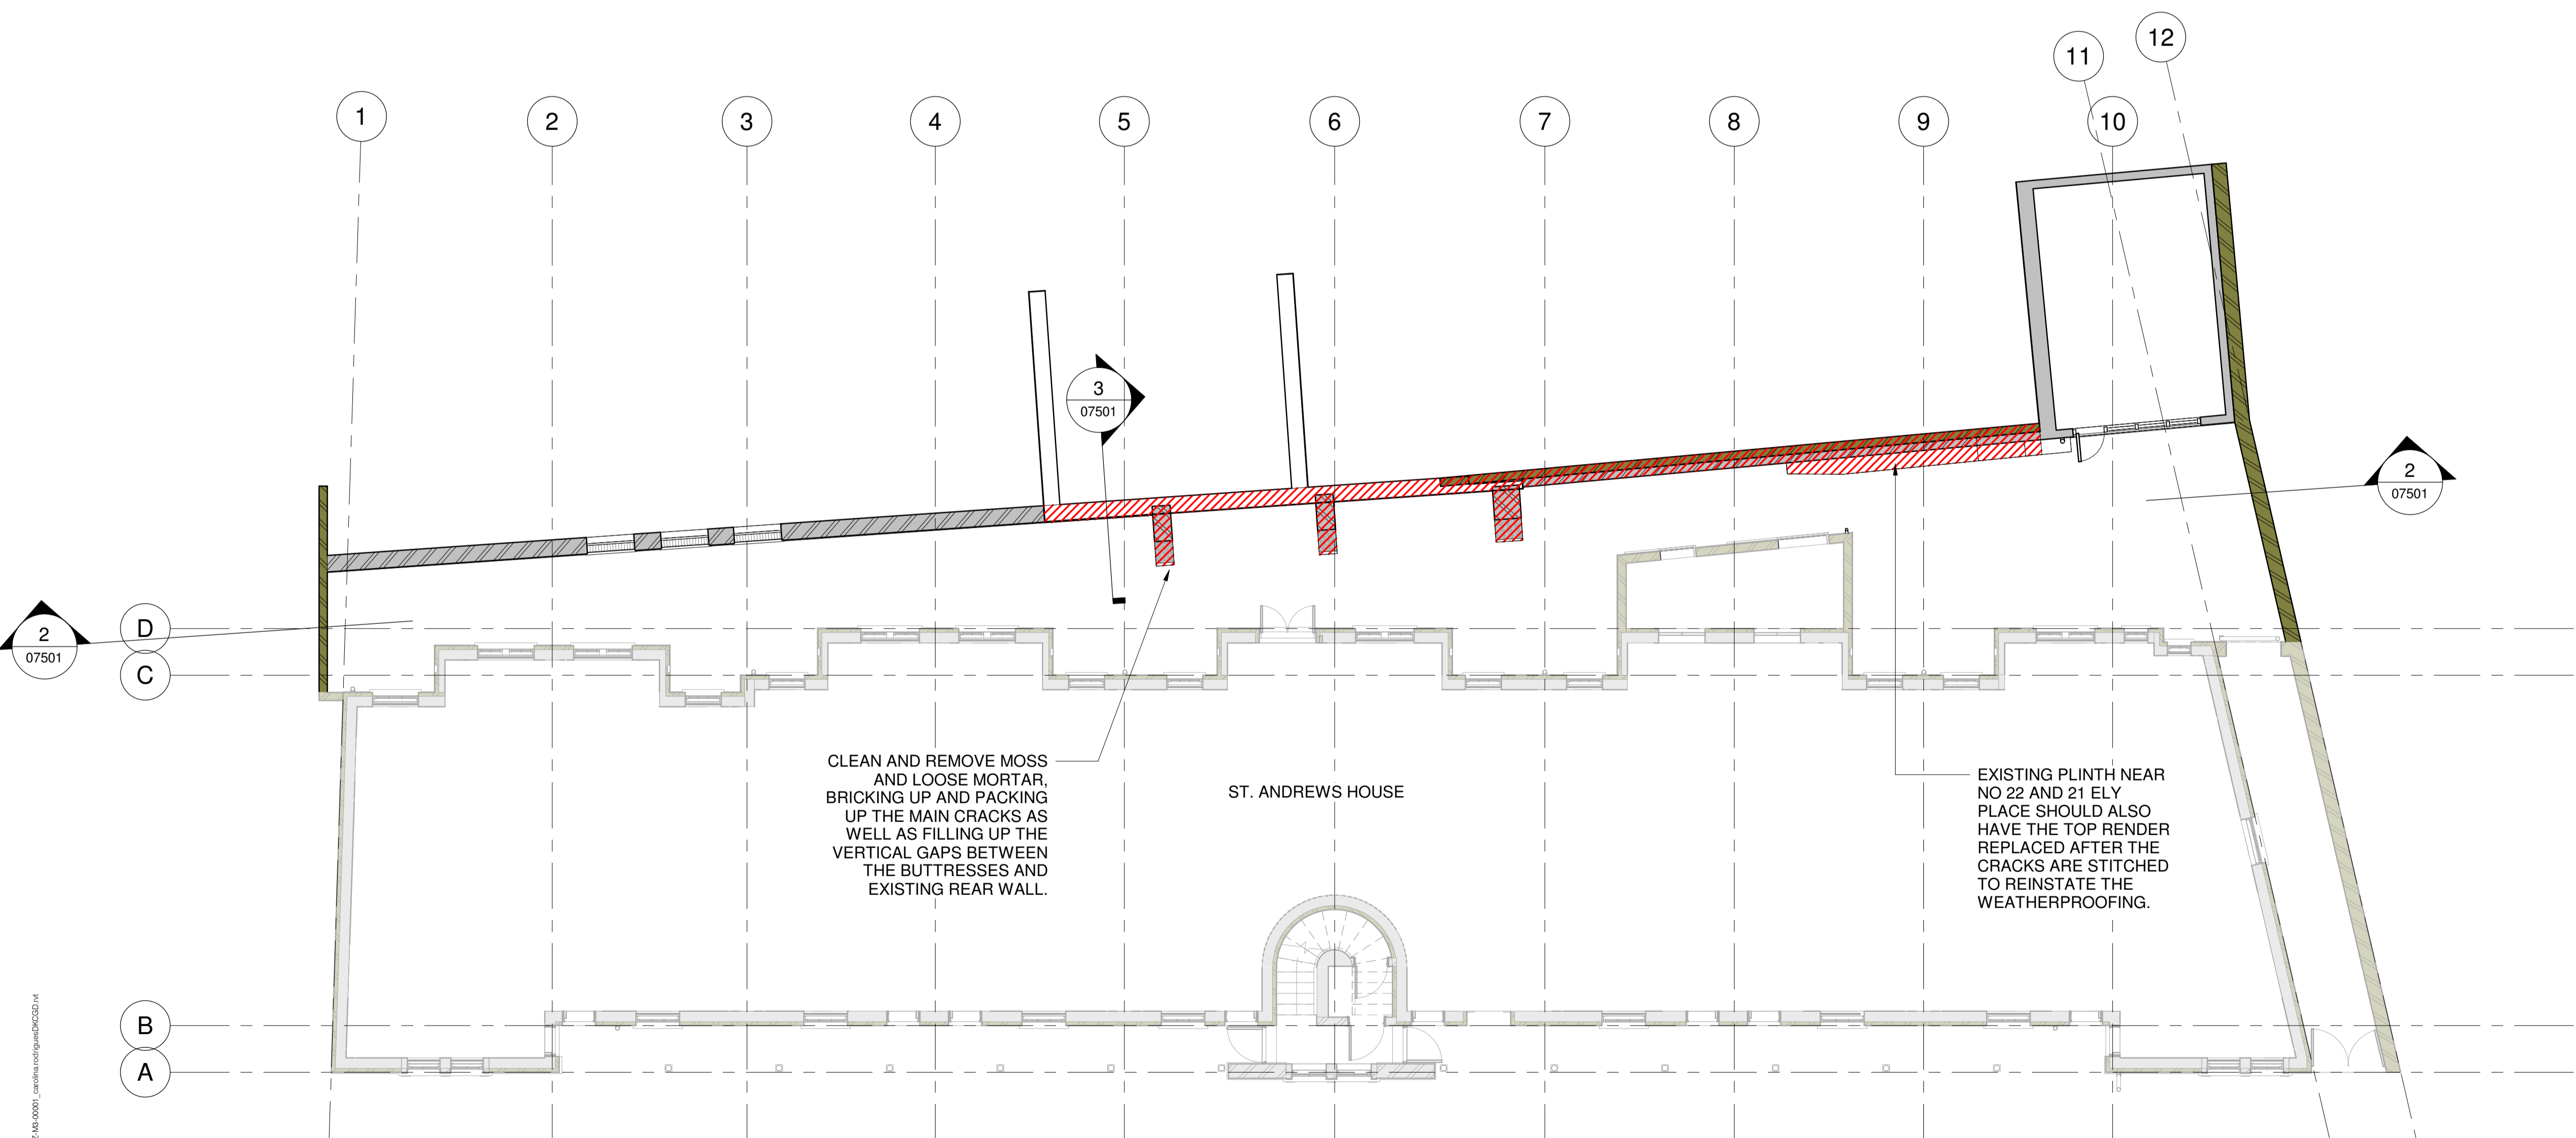 12
11
1
2
3
4
5
6
7
8
9
10
3
07501
2
07501
2
07501
D
C
CLEAN AND REMOVE MOSS
AND LOOSE MORTAR,
BRICKING UP AND PACKING
UP THE MAIN CRACKS AS
WELL AS FILLING UP THE
VERTICAL GAPS BETWEEN
THE BUTTRESSES AND
EXISTING REAR WALL.
ST. ANDREWS HOUSE
EXISTING PLINTH NEAR
NO 22 AND 21 ELY
PLACE SHOULD ALSO
HAVE THE TOP RENDER
REPLACED AFTER THE
CRACKS ARE STITCHED
TO REINSTATE THE
WEATHERPROOFING.
B
A
Z-M3-00001_carolina.rodriguesDKCGD.rvt